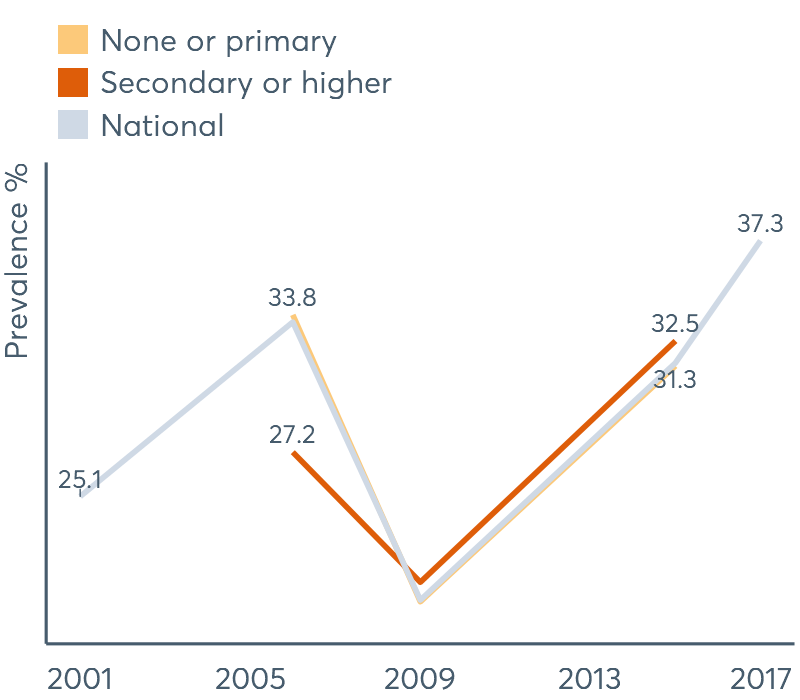 None or primary
Secondary or higher
National
Prevalence %
37.3
33.8
32.5
31.3
27.2
25.1
2001 2005 2009 2013 2017